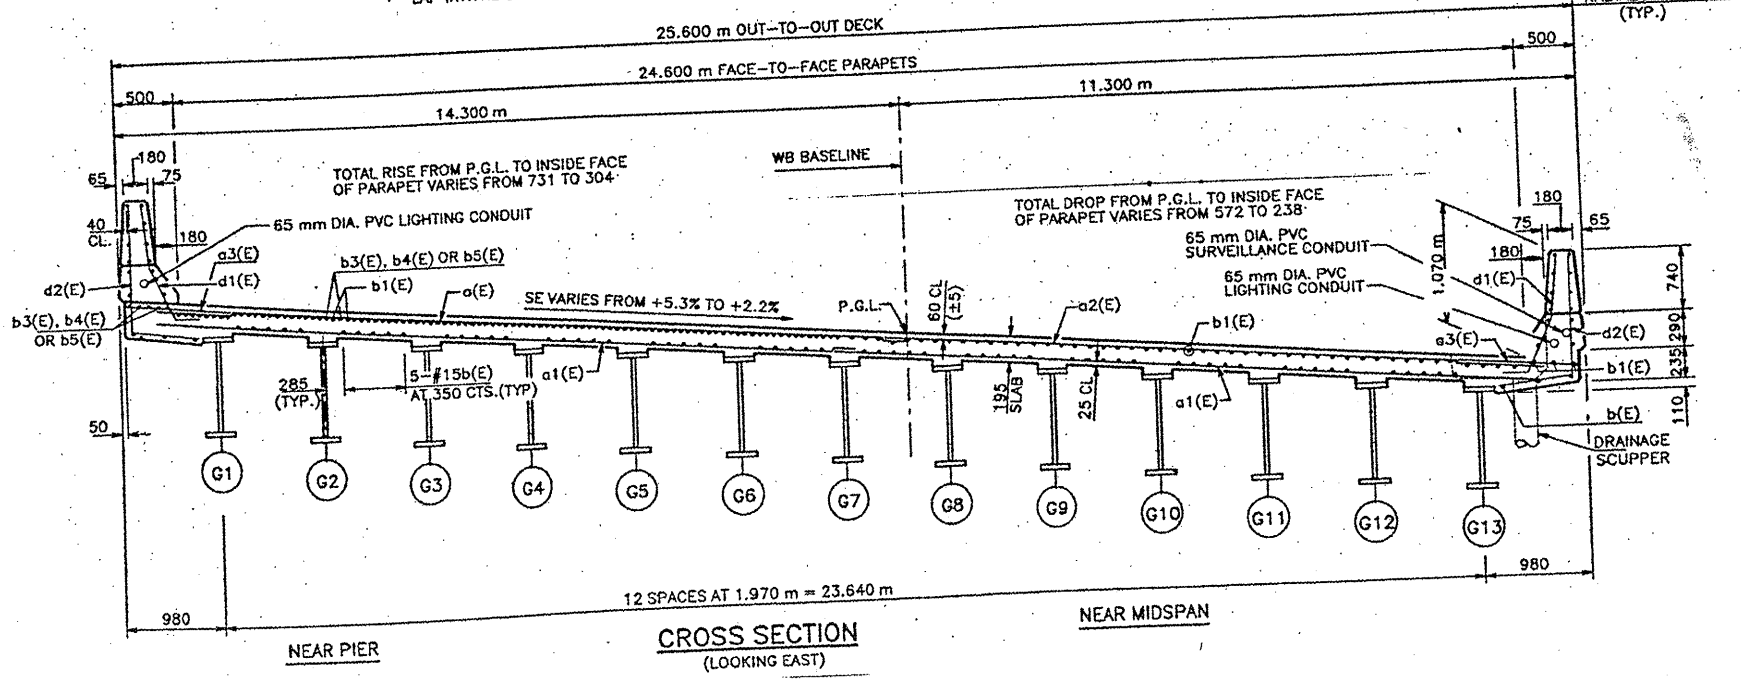 (TYP.)
25.600 m OUT-TO-OUT DECK
500
24.600 m FACE-TO-FACE PARAPETS
500
14.300 m
11.300 m
180
65
75
TOTAL RISE FROM P.G.L. TO INSIDE FACE
OF PARAPET VARIES FROM 731 TO 304
WB BASELINE
TOTAL DROP FROM P.G.L. TO INSIDE FACE
OF PARAPET VARIES FROM 572 TO 238
180
75
65
40
CL.
65 mm DIA. PVC LIGHTING CONDUIT
180
65 mm DIA. PVC
SURVEILLANCE CONDUIT
1.070 m
180
a3(E)
b3(E), b4(E) OR b5(E)
65 mm DIA. PVC
LIGHTING CONDUIT
d1(E)
740
d2(E)
d1(E)
b1(E)
a(E)
SE VARIES FROM +5.3% TO +2.2%
P.G.L.
60 CL
(±5)
a2(E)
b1(E)
b3(E), b4(E)
OR b5(E)
a3(E)
d2(E)
290
b1(E)
235
285
(TYP.)
5-#15b(E)
AT 350 CTS.(TYP)
a1(E)
195
SLAB
25 CL
a1(E)
b(E)
110
50
DRAINAGE
SCUPPER
G1
G2
G3
G4
G5
G6
G7
G8
G9
G10
G11
G12
G13
980
12 SPACES AT 1.970 m = 23.640 m
980
NEAR PIER
CROSS SECTION
(LOOKING EAST)
NEAR MIDSPAN